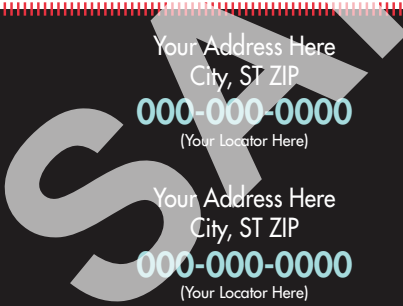 Your Address Here
City, ST ZIP
000-000-0000
(Your Locator Here)
Your Address Here
City, ST ZIP
000-000-0000
(Your Locator Here)